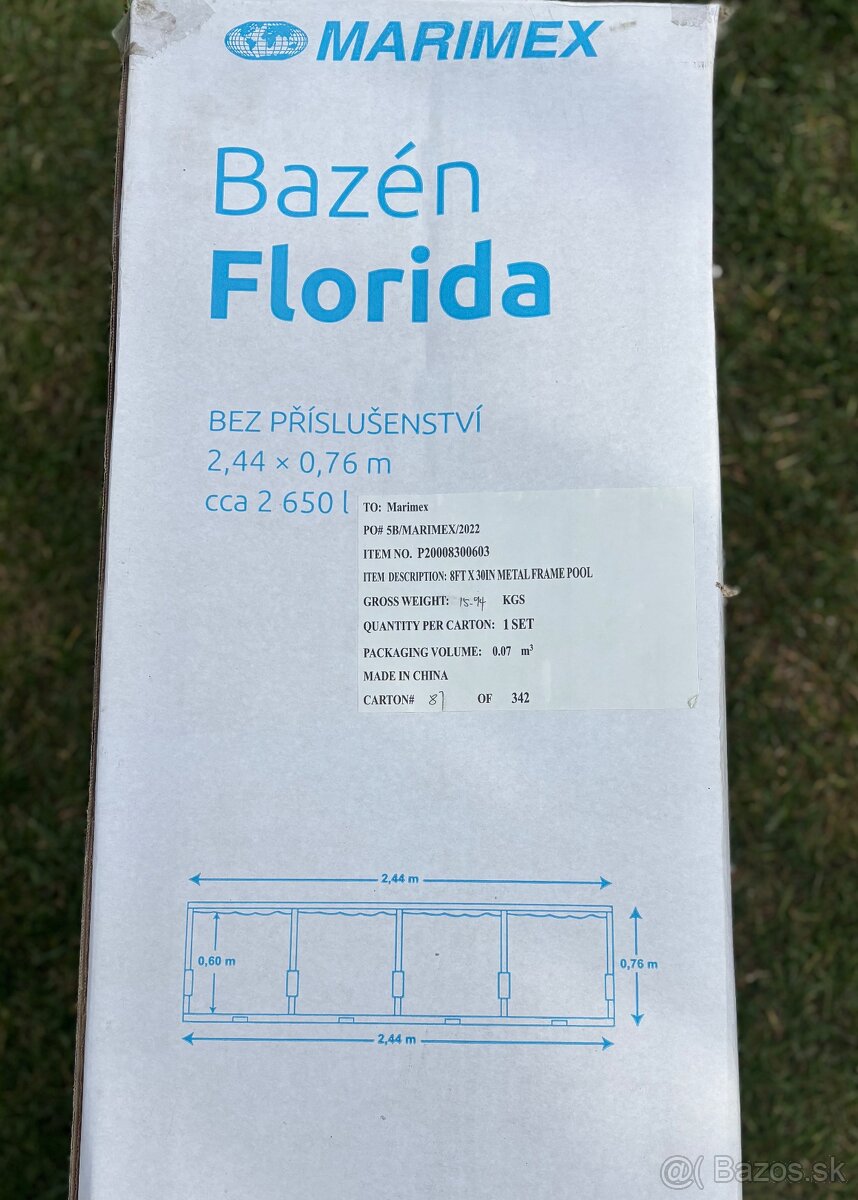 MARIMEX
Bazén
Florida
BEZ PŘÍSLUŠENSTVÍ
2,44 × 0,76 m
cca 2 650 l
TO: Marimex
PO# 5B/MARIMEX/2022
ITEM NO. P20008300603
ITEM DESCRIPTION: 8FT X 30IN METAL FRAME POOL
GROSS WEIGHT: 15.94 KGS
QUANTITY PER CARTON: 1 SET
PACKAGING VOLUME: 0.07 m³
MADE IN CHINA
CARTON# 87 OF 342
2,44 m
0,60 m
0,76 m
2,44 m
@( Bazos.sk